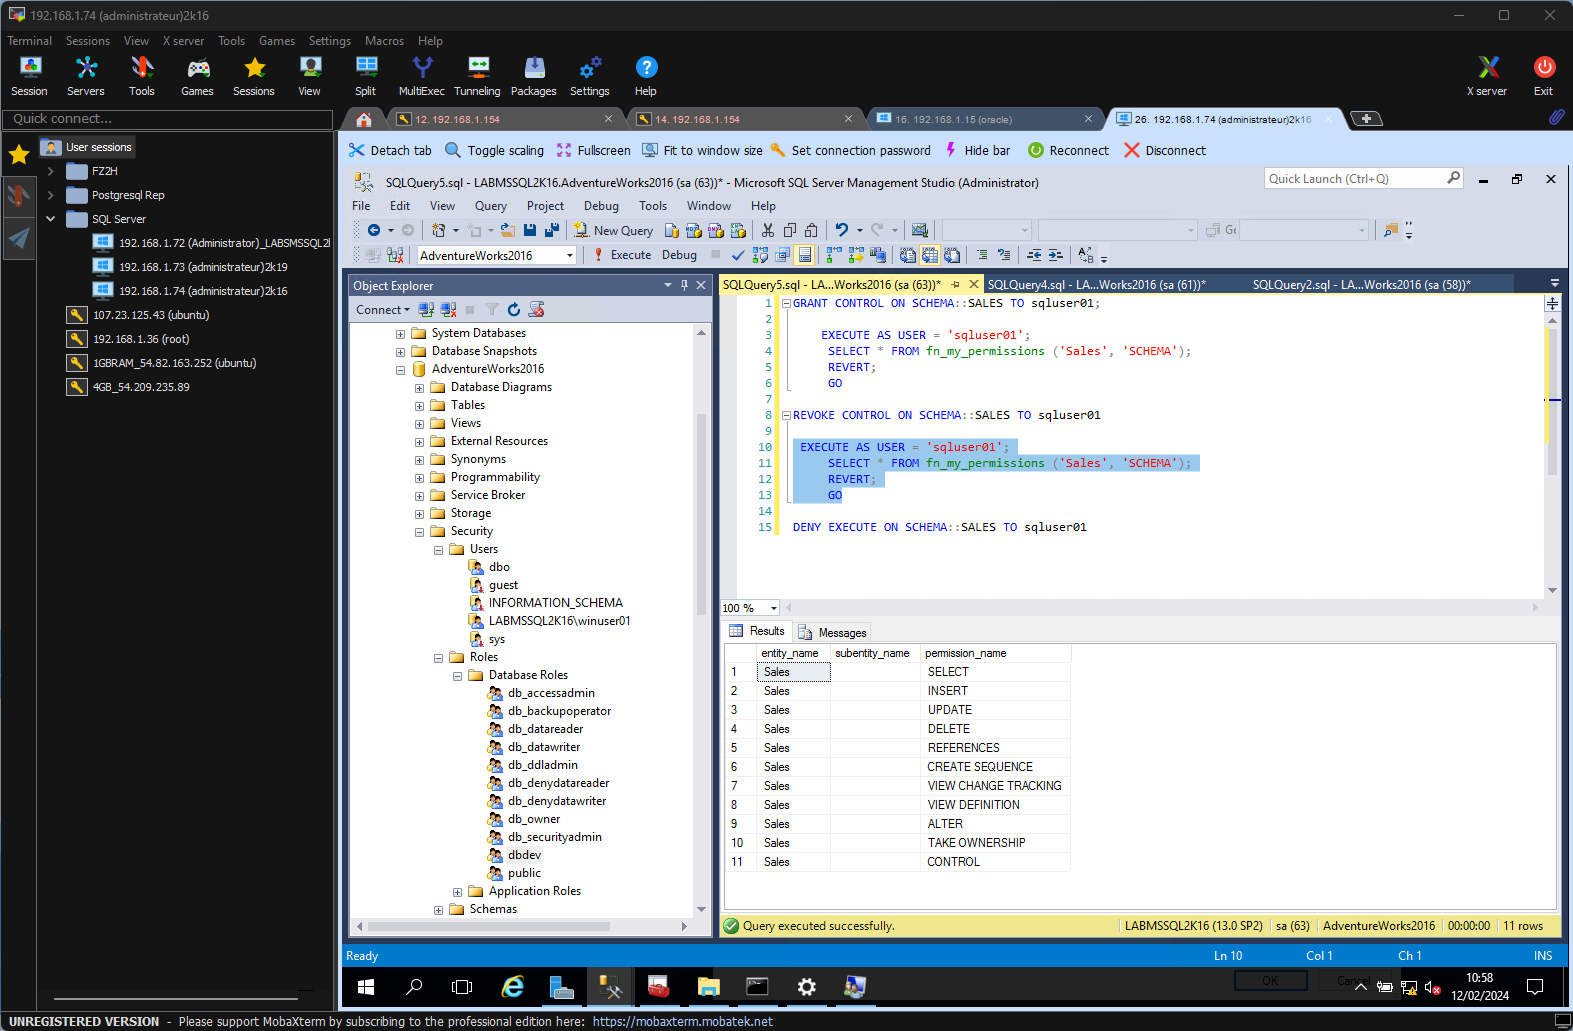 192.168.1.74 (administrateur)2k16
Terminal Sessions View X server Tools Games Settings Macros Help
Session Servers Tools Games Sessions View Split MultiExec Tunneling Packages Settings Help X server Exit
Quick connect...
12. 192.168.1.154
14. 192.168.1.154
16. 192.168.1.15 (oracle)
26. 192.168.1.74 (administrateur)2k16
User sessions
FZ2H
Postgresql Rep
SQL Server
192.168.1.72 (Administrator)_LABSMSSQL2
192.168.1.73 (administrateur)2k19
192.168.1.74 (administrateur)2k16
107.23.125.43 (ubuntu)
192.168.1.36 (root)
1GBRAM_54.82.163.252 (ubuntu)
4GB_54.209.235.89
Detach tab Toggle scaling Fullscreen Fit to window size Set connection password Hide bar Reconnect Disconnect
SQLQuery5.sql - LABMSSQL2K16.AdventureWorks2016 (sa (63))* - Microsoft SQL Server Management Studio (Administrator)
Quick Launch (Ctrl+Q)
File Edit View Query Project Debug Tools Window Help
New Query
Ge
AdventureWorks2016 Execute Debug
Object Explorer
Connect
System Databases
Database Snapshots
AdventureWorks2016
Database Diagrams
Tables
Views
External Resources
Synonyms
Programmability
Service Broker
Storage
Security
Users
dbo
guest
INFORMATION_SCHEMA
LABMSSQL2K16\winuser01
sys
Roles
Database Roles
db_accessadmin
db_backupoperator
db_datareader
db_datawriter
db_ddladmin
db_denydatareader
db_denydatawriter
db_owner
db_securityadmin
dbdev
public
Application Roles
Schemas
SQLQuery5.sql - LA...Works2016 (sa (63))*
SQLQuery4.sql - LA...Works2016 (sa (61))*
SQLQuery2.sql - LA...Works2016 (sa (58))*
1 GRANT CONTROL ON SCHEMA::SALES TO sqluser01;
2
3 EXECUTE AS USER = 'sqluser01';
4 SELECT * FROM fn_my_permissions ('Sales', 'SCHEMA');
5 REVERT;
6 GO
7
8 REVOKE CONTROL ON SCHEMA::SALES TO sqluser01
9
10 EXECUTE AS USER = 'sqluser01';
11 SELECT * FROM fn_my_permissions ('Sales', 'SCHEMA');
12 REVERT;
13 GO
14
15 DENY EXECUTE ON SCHEMA::SALES TO sqluser01
100 %
Results Messages
entity_name subentity_name permission_name
1 Sales SELECT
2 Sales INSERT
3 Sales UPDATE
4 Sales DELETE
5 Sales REFERENCES
6 Sales CREATE SEQUENCE
7 Sales VIEW CHANGE TRACKING
8 Sales VIEW DEFINITION
9 Sales ALTER
10 Sales TAKE OWNERSHIP
11 Sales CONTROL
Query executed successfully. LABMSSQL2K16 (13.0 SP2) sa (63) AdventureWorks2016 00:00:00 11 rows
Ready Ln 10 Col 1 Ch 1 INS
OK Cancel
10:58
12/02/2024
UNREGISTERED VERSION - Please support MobaXterm by subscribing to the professional edition here: https://mobaxterm.mobatek.net